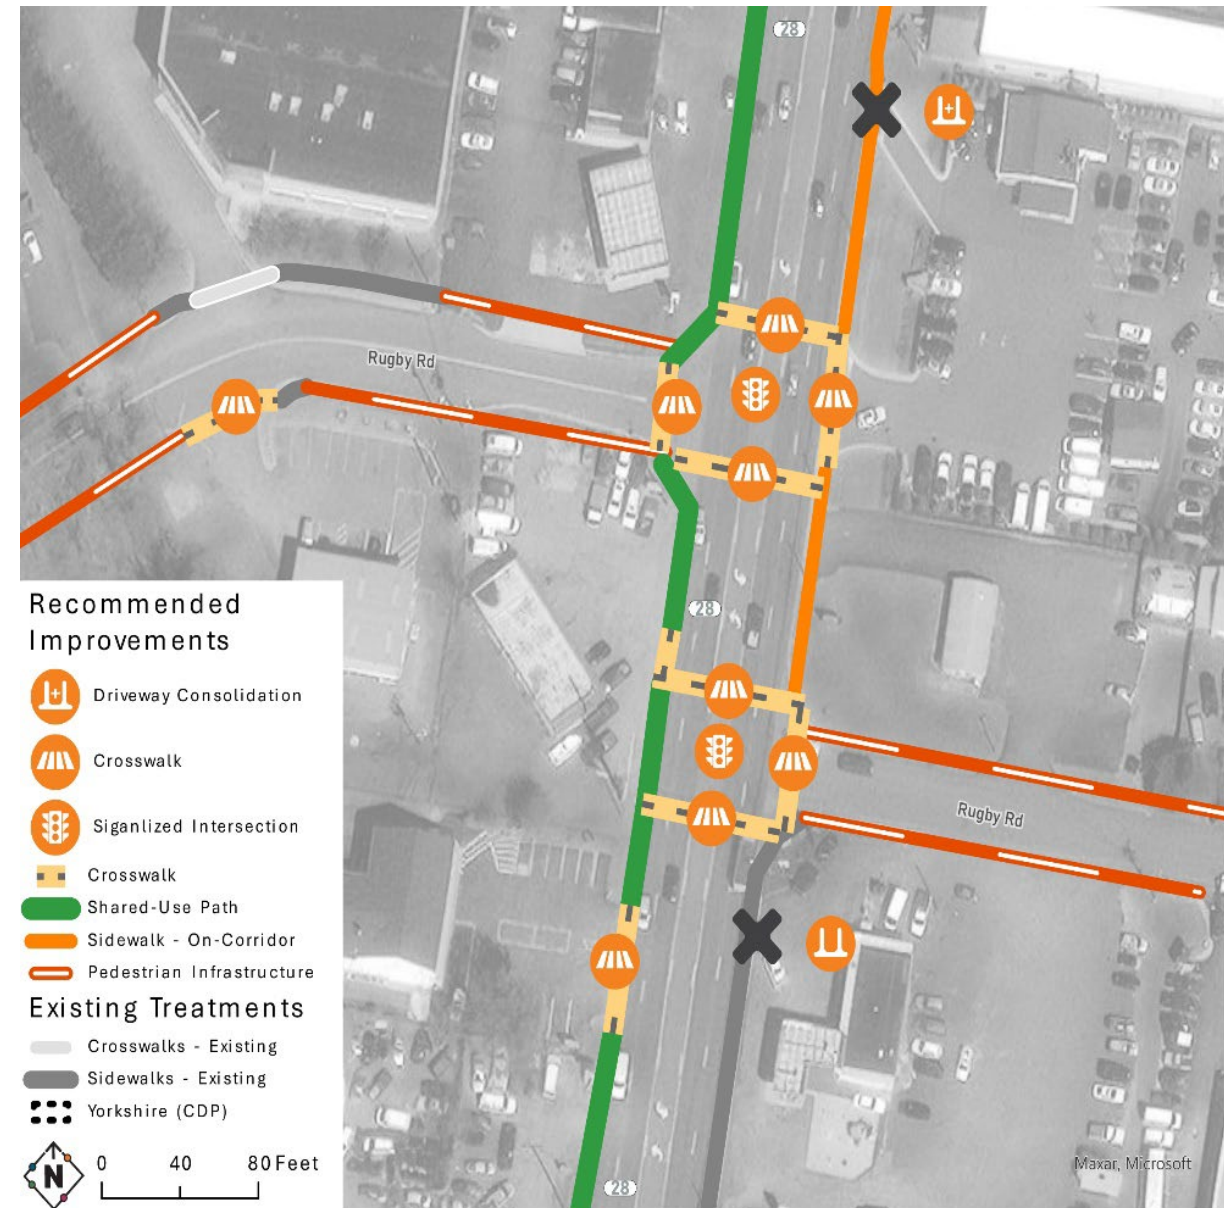 28
Rugby Rd
28
Rugby Rd
Recommended
Improvements
Driveway Consolidation
Crosswalk
Siganlized Intersection
Crosswalk
Shared-Use Path
Sidewalk - On-Corridor
Pedestrian Infrastructure
Existing Treatments
Crosswalks - Existing
Sidewalks - Existing
Yorkshire (CDP)
N
0 40 80 Feet
28
Maxar, Microsoft